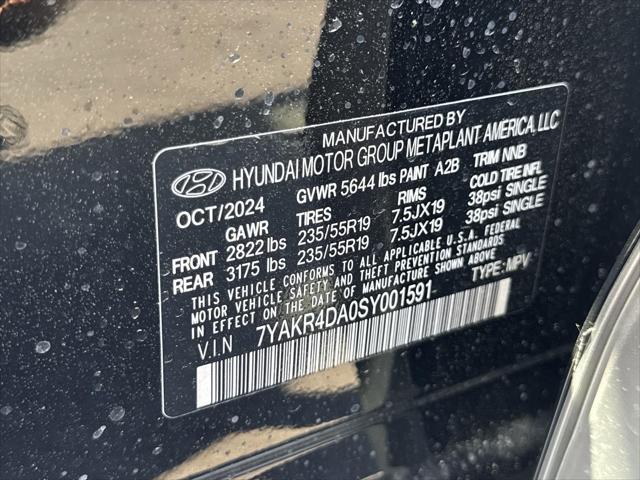 MANUFACTURED BY
HYUNDAI MOTOR GROUP METAPLANT AMERICA, LLC
OCT/2024 GVWR 5644 lbs PAINT A2B TRIM NNB
GAWR TIRES RIMS COLD TIRE INFL
FRONT 2822 lbs 235/55R19 7.5JX19 38psi SINGLE
REAR 3175 lbs 235/55R19 7.5JX19 38psi SINGLE
THIS VEHICLE CONFORMS TO ALL APPLICABLE U.S.A. FEDERAL
MOTOR VEHICLE SAFETY AND THEFT PREVENTION STANDARDS
IN EFFECT ON THE DATE OF MANUFACTURE SHOWN ABOVE
V.I.N 7YAKR4DA0SY001591 TYPE: MPV